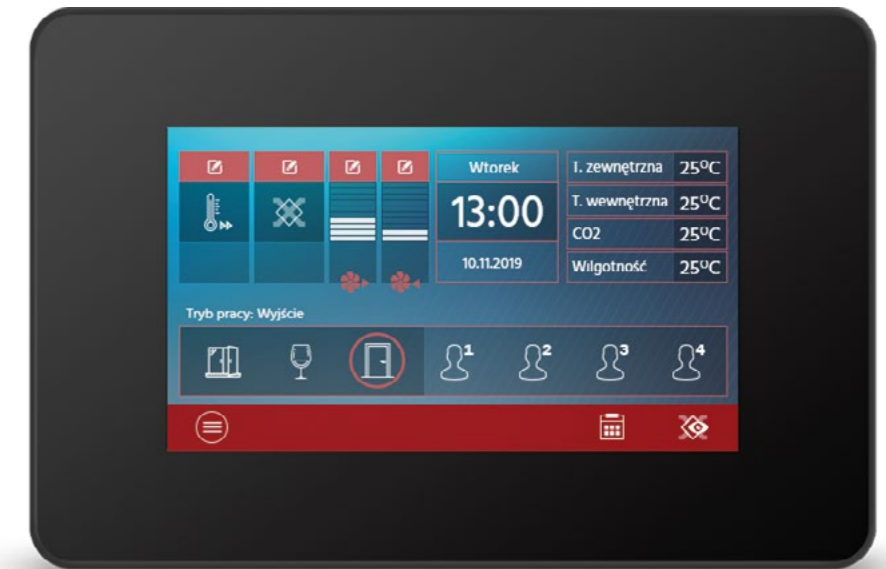 Wtorek
13:00
10.11.2019
T. zewnętrzna 25°C
T. wewnętrzna 25°C
CO2 25°C
Wilgotność 25°C
Tryb pracy: Wyjście
1 2 3 4